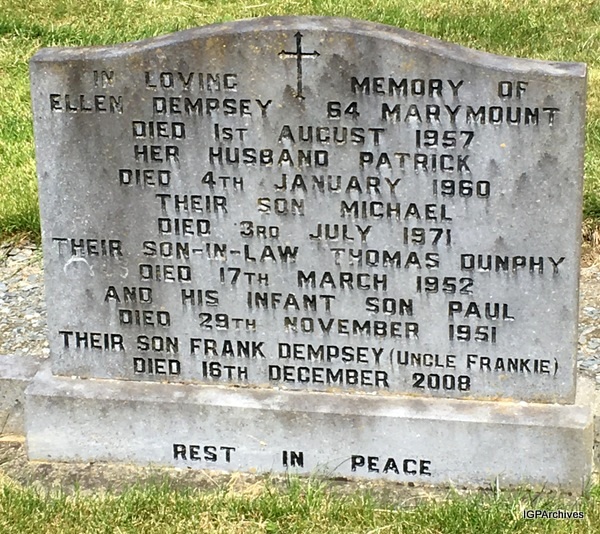 IN LOVING MEMORY OF
ELLEN DEMPSEY 64 MARYMOUNT
DIED 1ST AUGUST 1957
HER HUSBAND PATRICK
DIED 4TH JANUARY 1960
THEIR SON MICHAEL
DIED 3RD JULY 1971
THEIR SON-IN-LAW THOMAS DUNPHY
DIED 17TH MARCH 1952
AND HIS INFANT SON PAUL
DIED 29TH NOVEMBER 1951
THEIR SON FRANK DEMPSEY (UNCLE FRANKIE)
DIED 16TH DECEMBER 2008
REST IN PEACE
IGPArchives